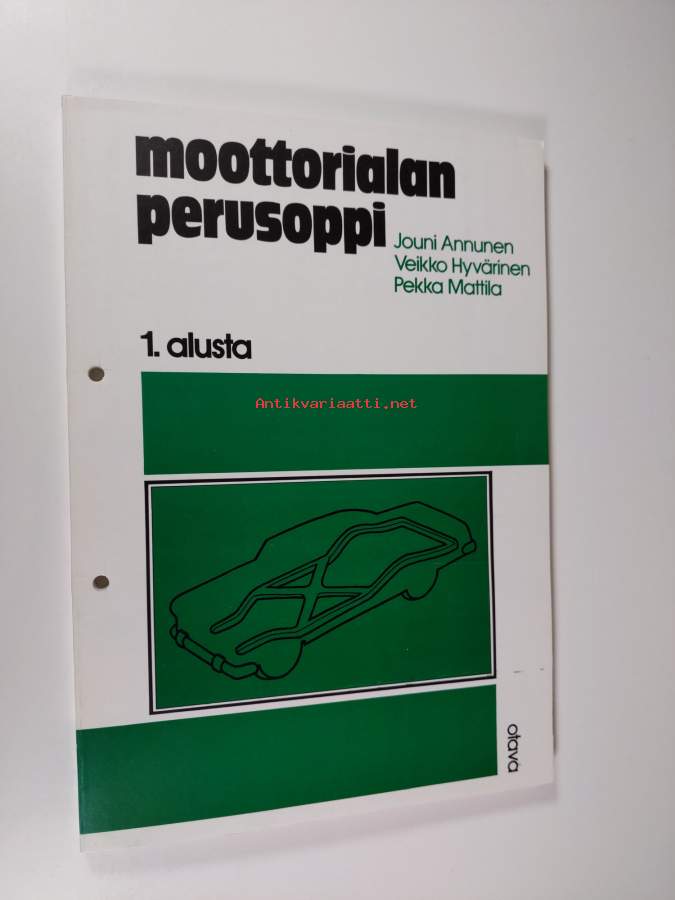 moottorialan
perusoppi
Jouni Annunen
Veikko Hyvärinen
Pekka Mattila
1. alusta
Antikvariaatti.net
otava